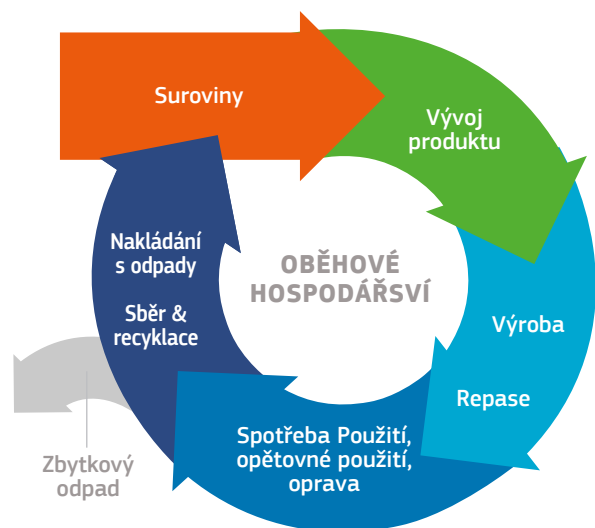 Suroviny
Vývoj
produktu
Výroba
Repase
Spotřeba Použití,
opětovné použití,
oprava
Nakládání
s odpady
Sběr &
recyklace
Zbytkový
odpad
OBĚHOVÉ
HOSPODÁŘSVÍ